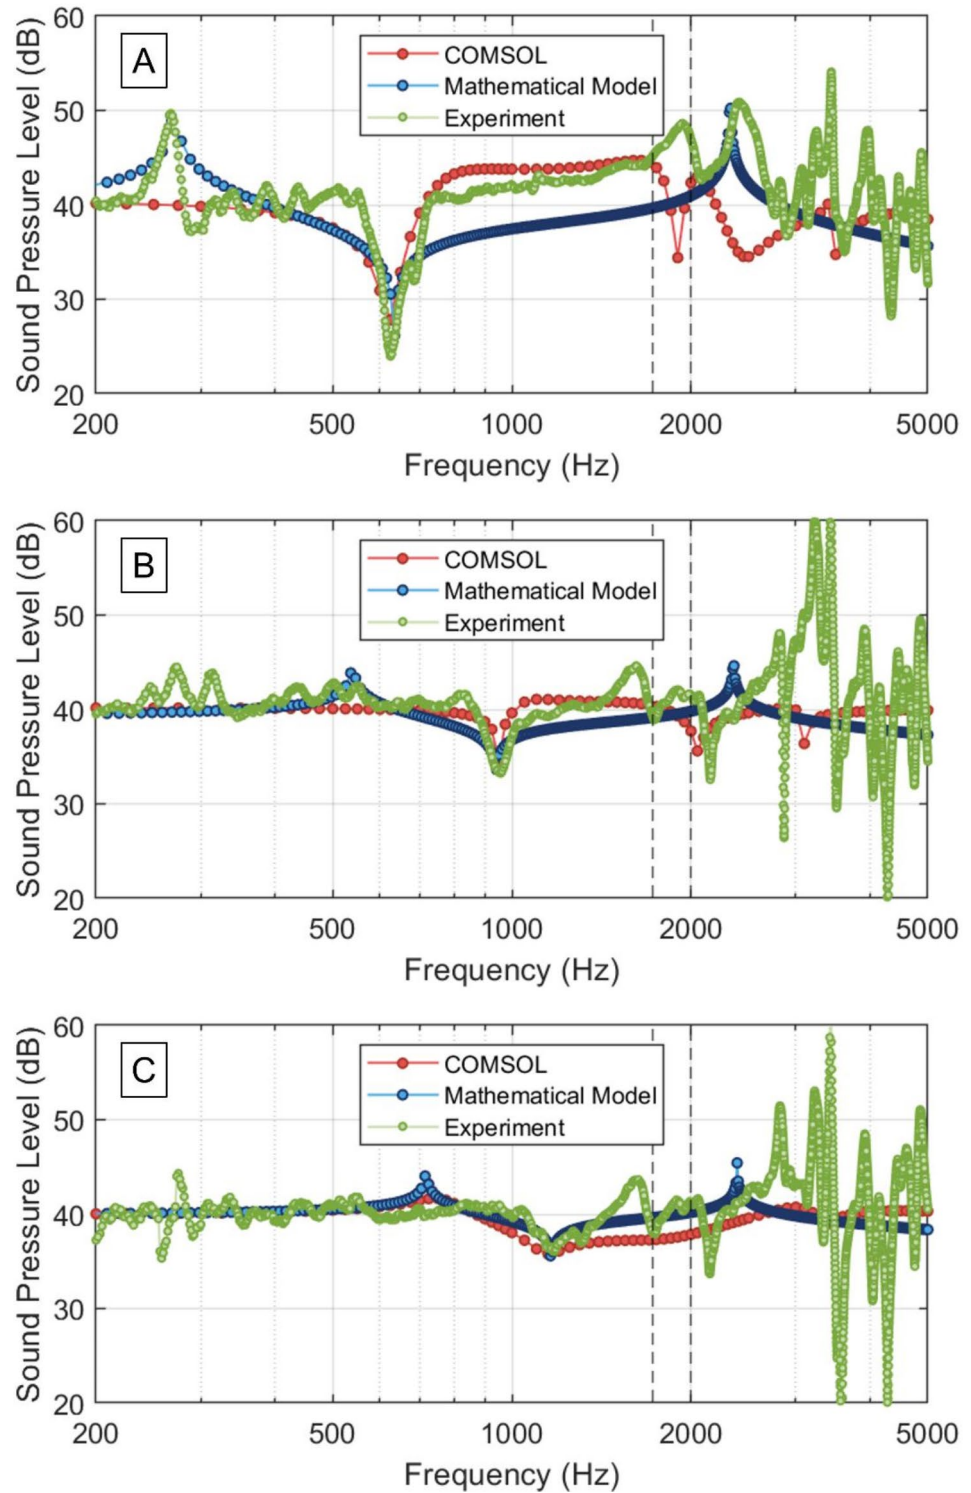 A
COMSOL
Mathematical Model
Experiment
Sound Pressure Level (dB)
60
50
40
30
20
200 500 1000 2000 5000
Frequency (Hz)
B
COMSOL
Mathematical Model
Experiment
Sound Pressure Level (dB)
60
50
40
30
20
200 500 1000 2000 5000
Frequency (Hz)
C
COMSOL
Mathematical Model
Experiment
Sound Pressure Level (dB)
60
50
40
30
20
200 500 1000 2000 5000
Frequency (Hz)